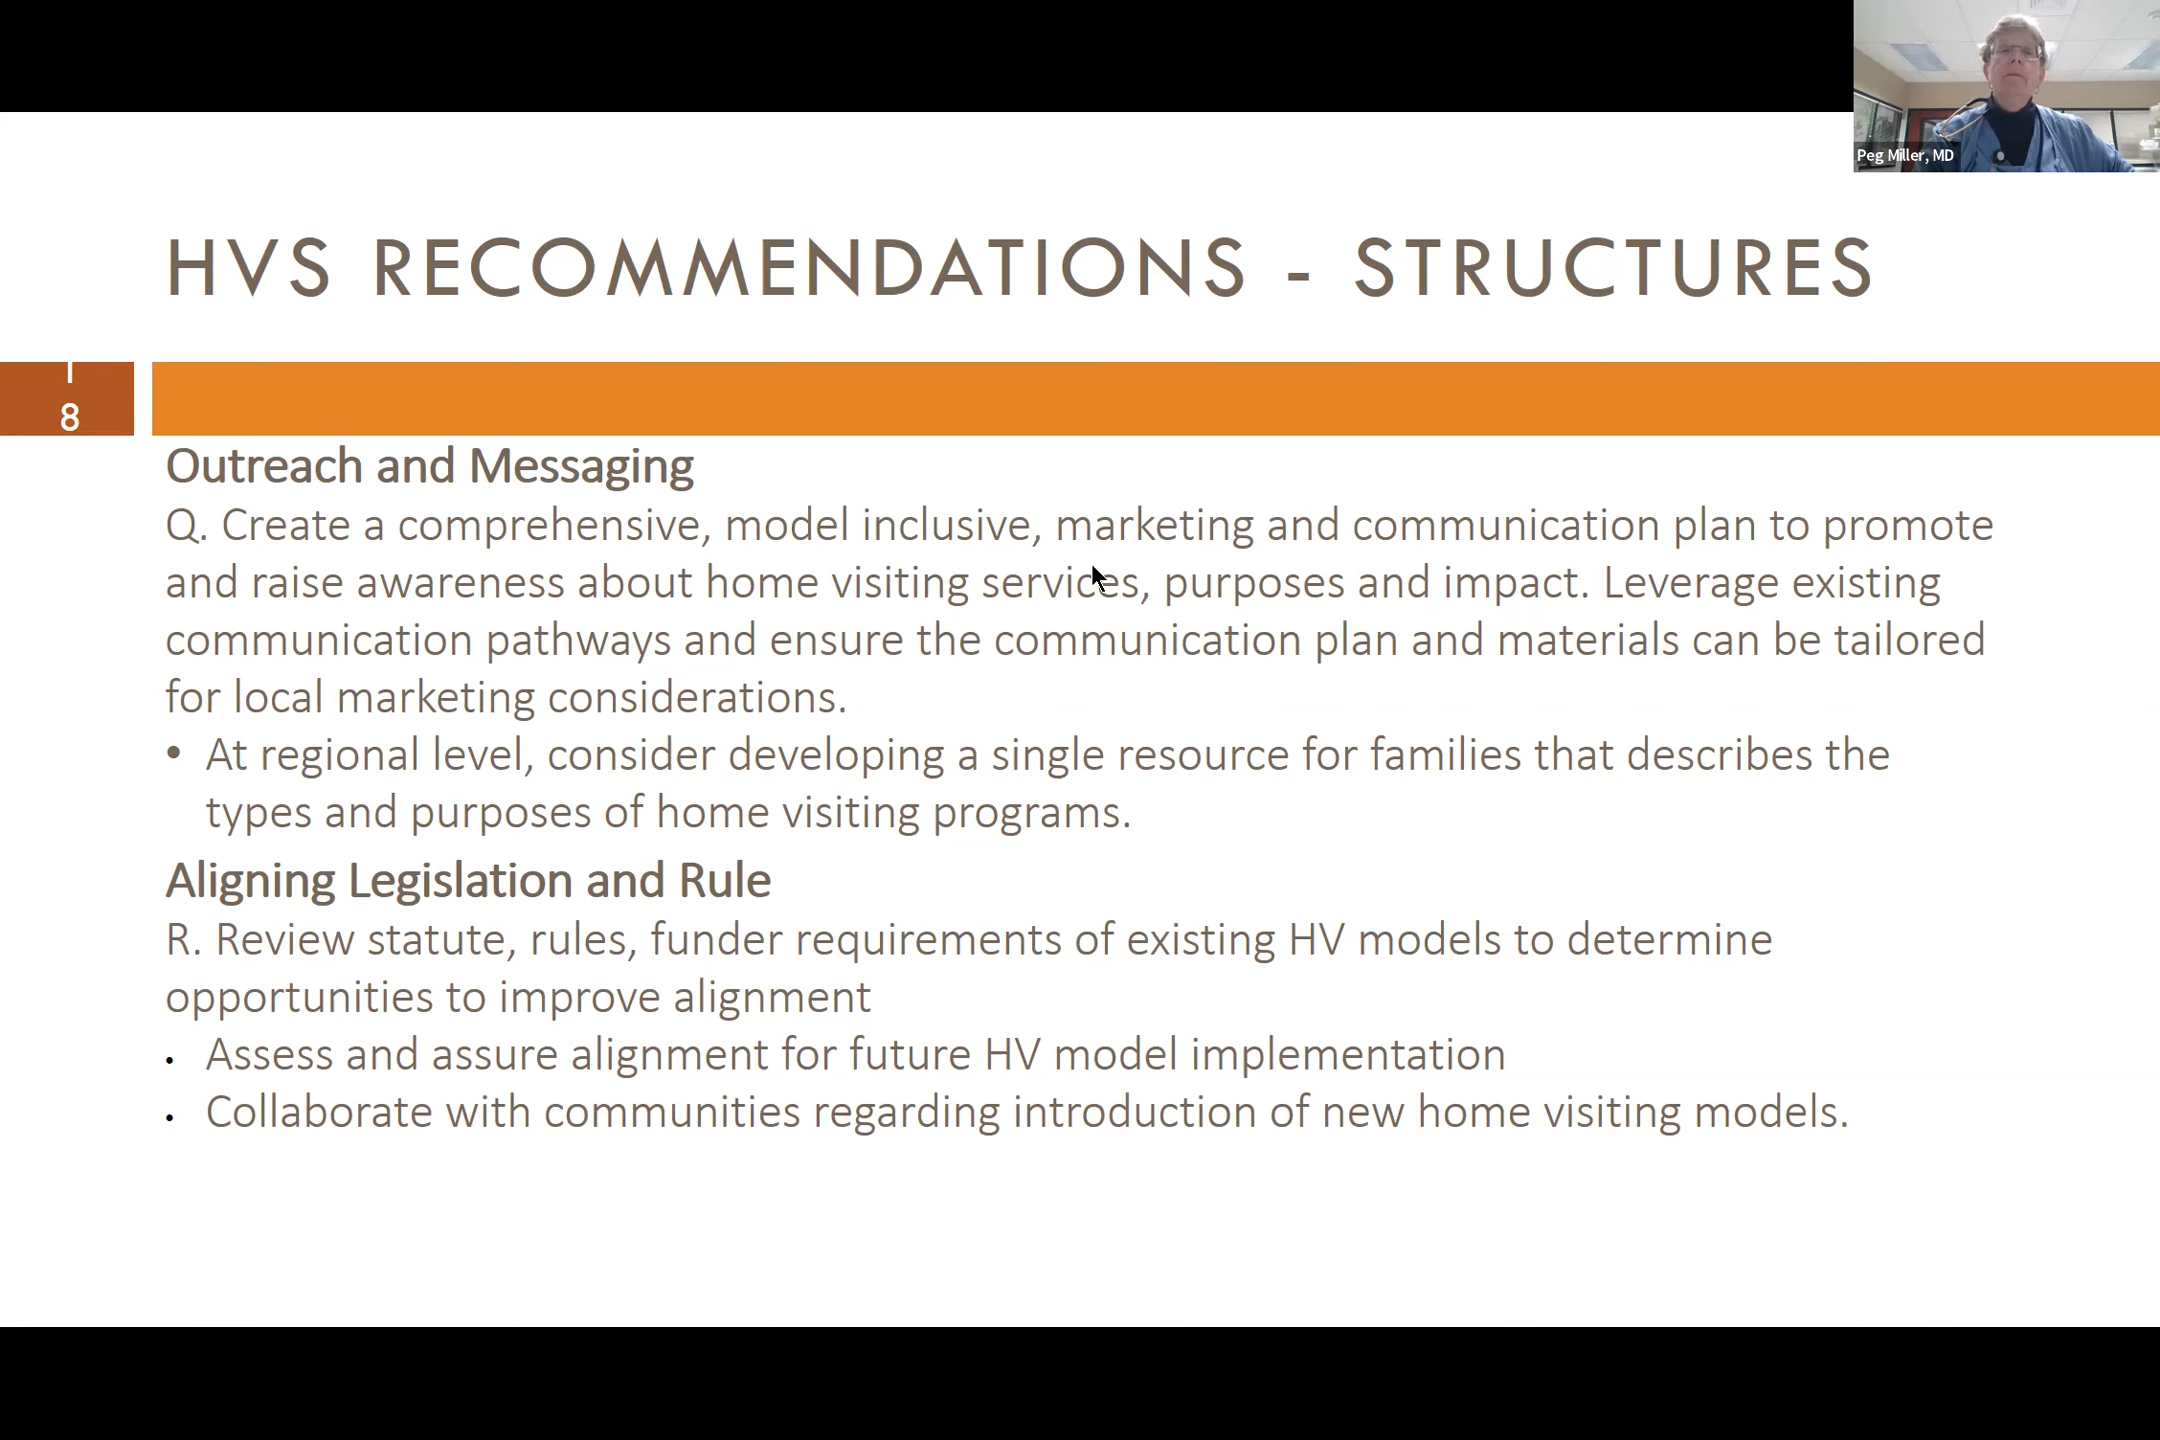 Peg Miller, MD
HVS RECOMMENDATIONS - STRUCTURES
1
8
Outreach and Messaging
Q. Create a comprehensive, model inclusive, marketing and communication plan to promote
and raise awareness about home visiting services, purposes and impact. Leverage existing
communication pathways and ensure the communication plan and materials can be tailored
for local marketing considerations.
• At regional level, consider developing a single resource for families that describes the
types and purposes of home visiting programs.
Aligning Legislation and Rule
R. Review statute, rules, funder requirements of existing HV models to determine
opportunities to improve alignment
• Assess and assure alignment for future HV model implementation
• Collaborate with communities regarding introduction of new home visiting models.